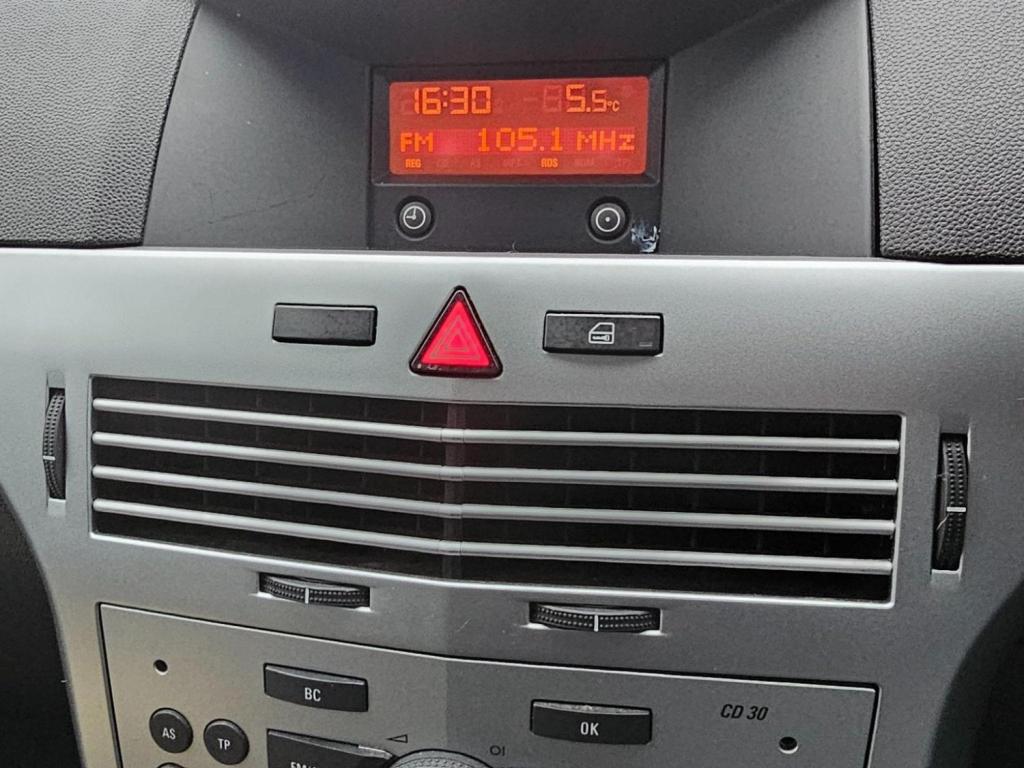 16:30 5.5°C
FM 105.1 MHz
REG RDS
BC
OK
CD 30
AS
TP